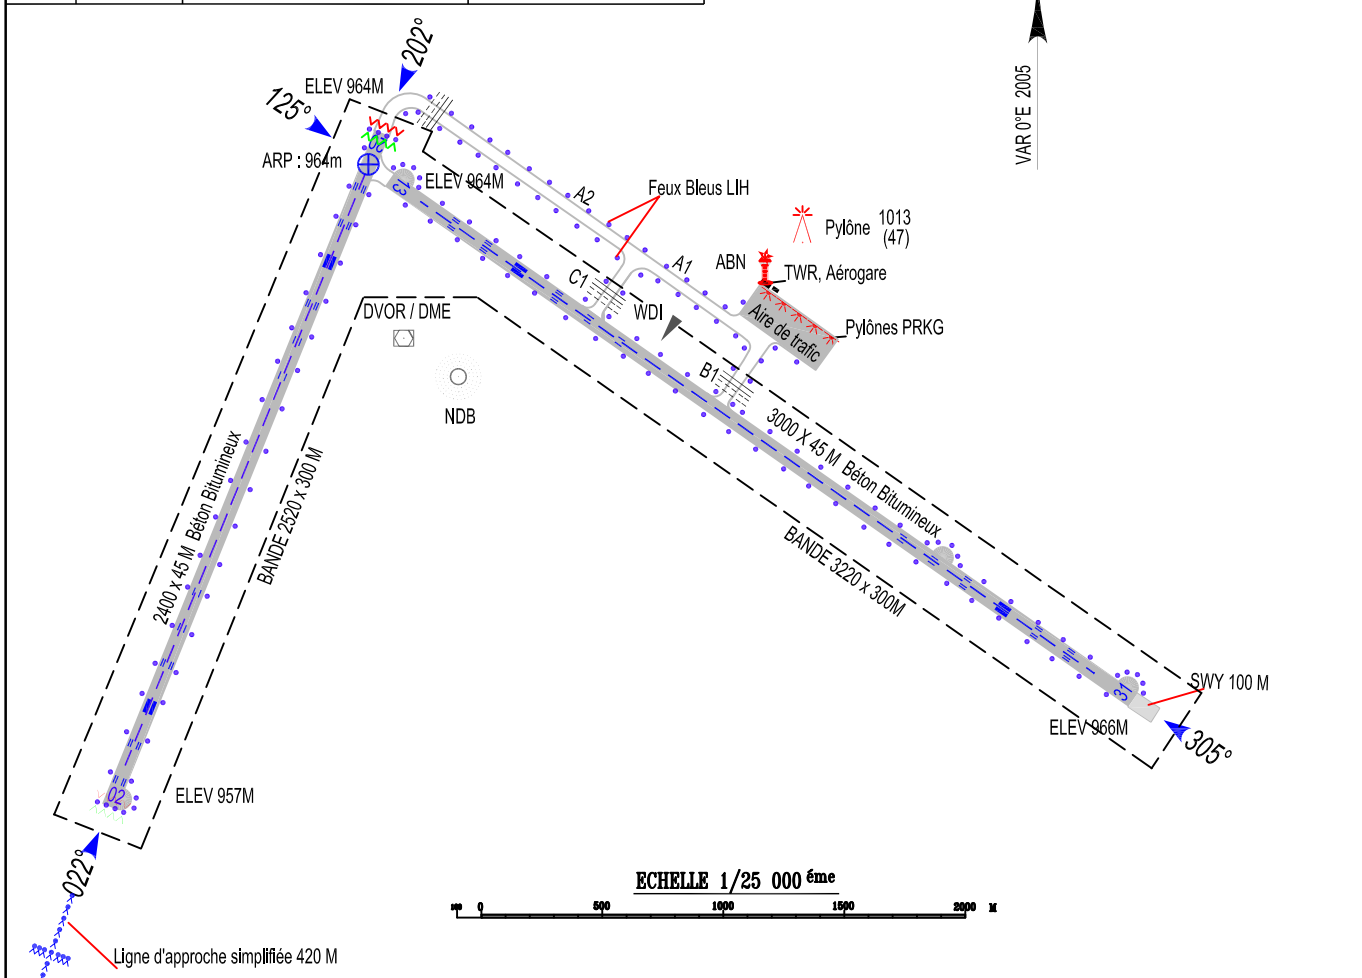 202°
VAR 0°E 2005
ELEV 964M
125°
ARP : 964m
20
13
ELEV 964M
A2
Feux Bleus LIH
Pylône 1013
(47)
A1
ABN
TWR, Aérogare
C1
WDI
Aire de trafic
Pylônes PRKG
DVOR / DME
NDB
B1
3000 X 45 M Béton Bitumineux
2400 x 45 M Béton Bitumineux
BANDE 2520 x 300 M
BANDE 3220 x 300M
31
SWY 100 M
ELEV 966M
305°
02
ELEV 957M
022°
ECHELLE 1/25 000 éme
0 500 1000 1500 2000 M
Ligne d'approche simplifiée 420 M